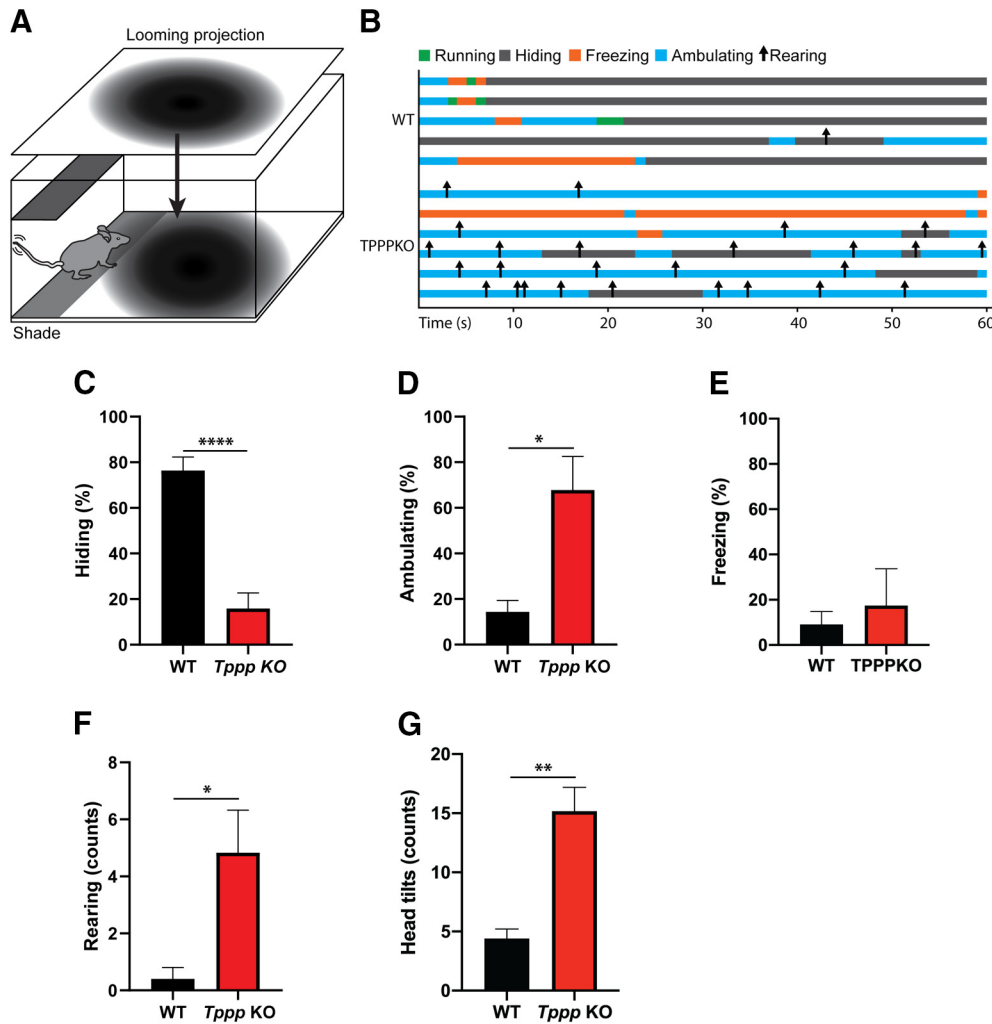 A
Looming projection
Shade
B
Running Hiding Freezing Ambulating Rearing
WT
TPPPKO
Time (s) 10 20 30 40 50 60
C
Hiding (%)
100
80
60
40
20
0
****
WT Tppp KO
D
Ambulating (%)
100
80
60
40
20
0
*
WT Tppp KO
E
Freezing (%)
100
80
60
40
20
0
WT TPPPKO
F
Rearing (counts)
8
6
4
2
0
*
WT Tppp KO
G
Head tilts (counts)
20
15
10
5
0
**
WT Tppp KO